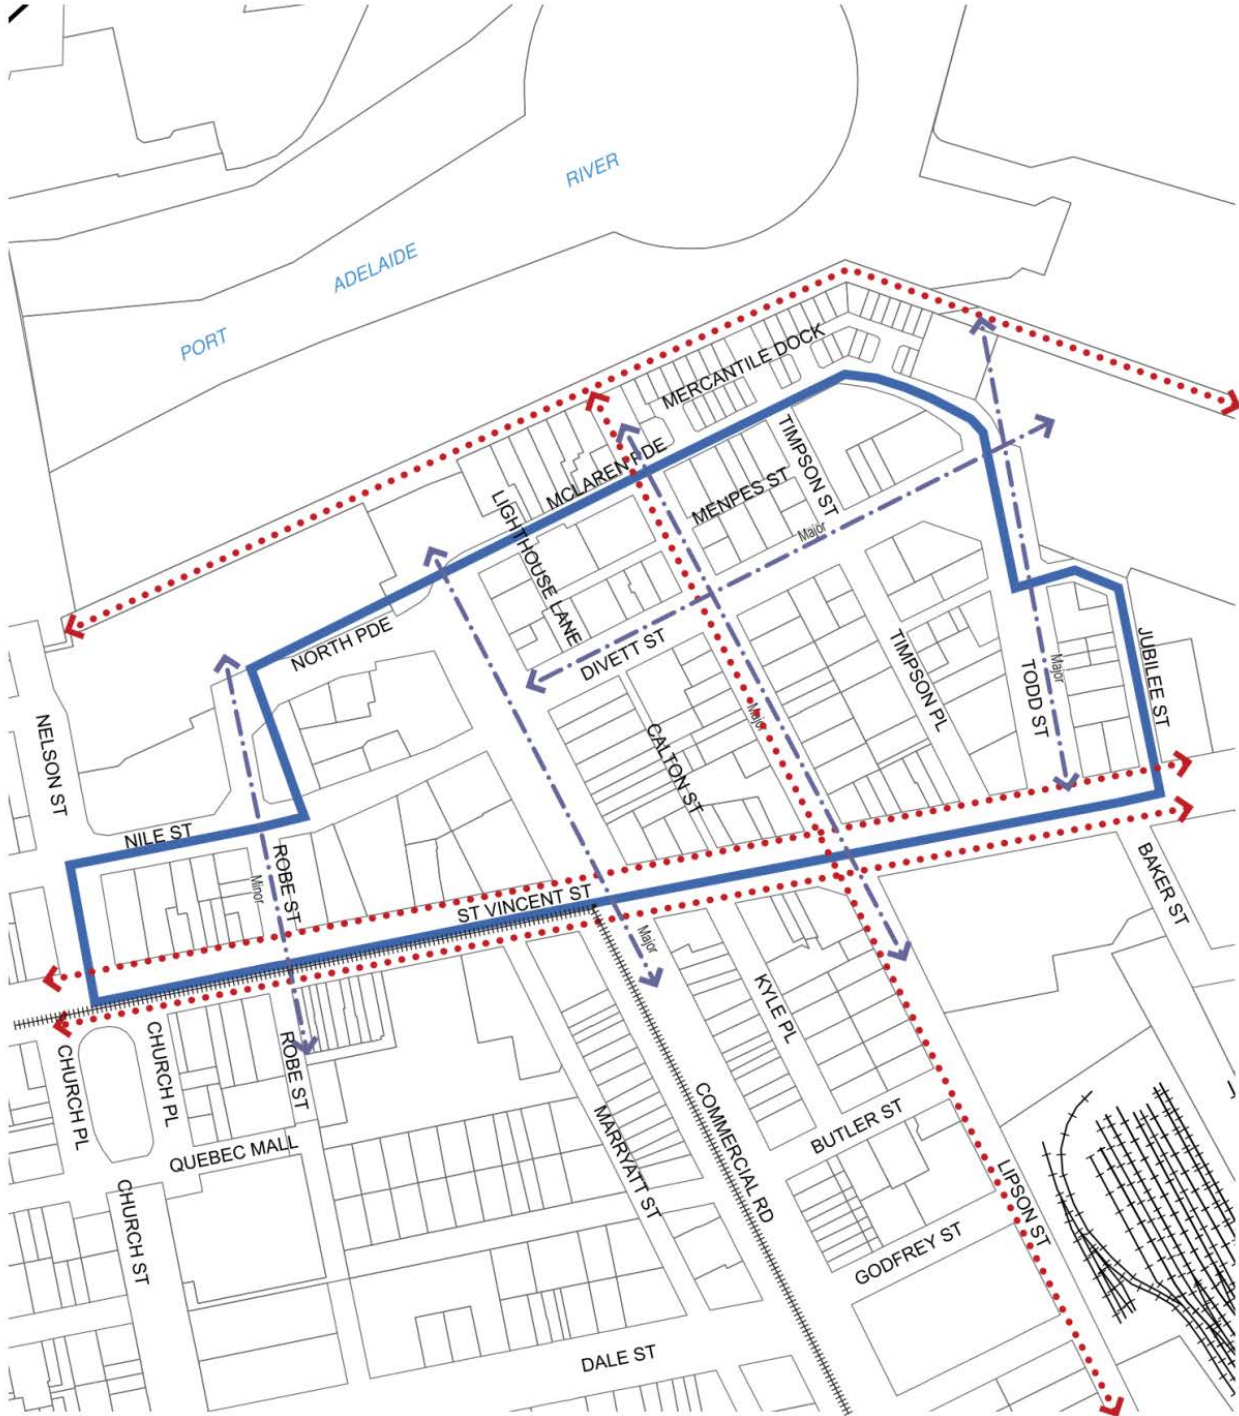 RIVER
ADELAIDE
PORT
MERCANTILE DOCK
TIMPSON ST
MCLAREN PDE
MENPES ST
LIGHTHOUSE LANE
Major
NORTH PDE
DIVETT ST
TIMPSON PL
TODD ST
Major
JUBILEE ST
NELSON ST
CALTON ST
Major
NILE ST
ROBE ST
Minor
ST VINCENT ST
BAKER ST
Major
KYLE PL
CHURCH PL
CHURCH PL
ROBE ST
QUEBEC MALL
MARRYATT ST
COMMERCIAL RD
BUTLER ST
LIPSON ST
CHURCH ST
GODFREY ST
DALE ST